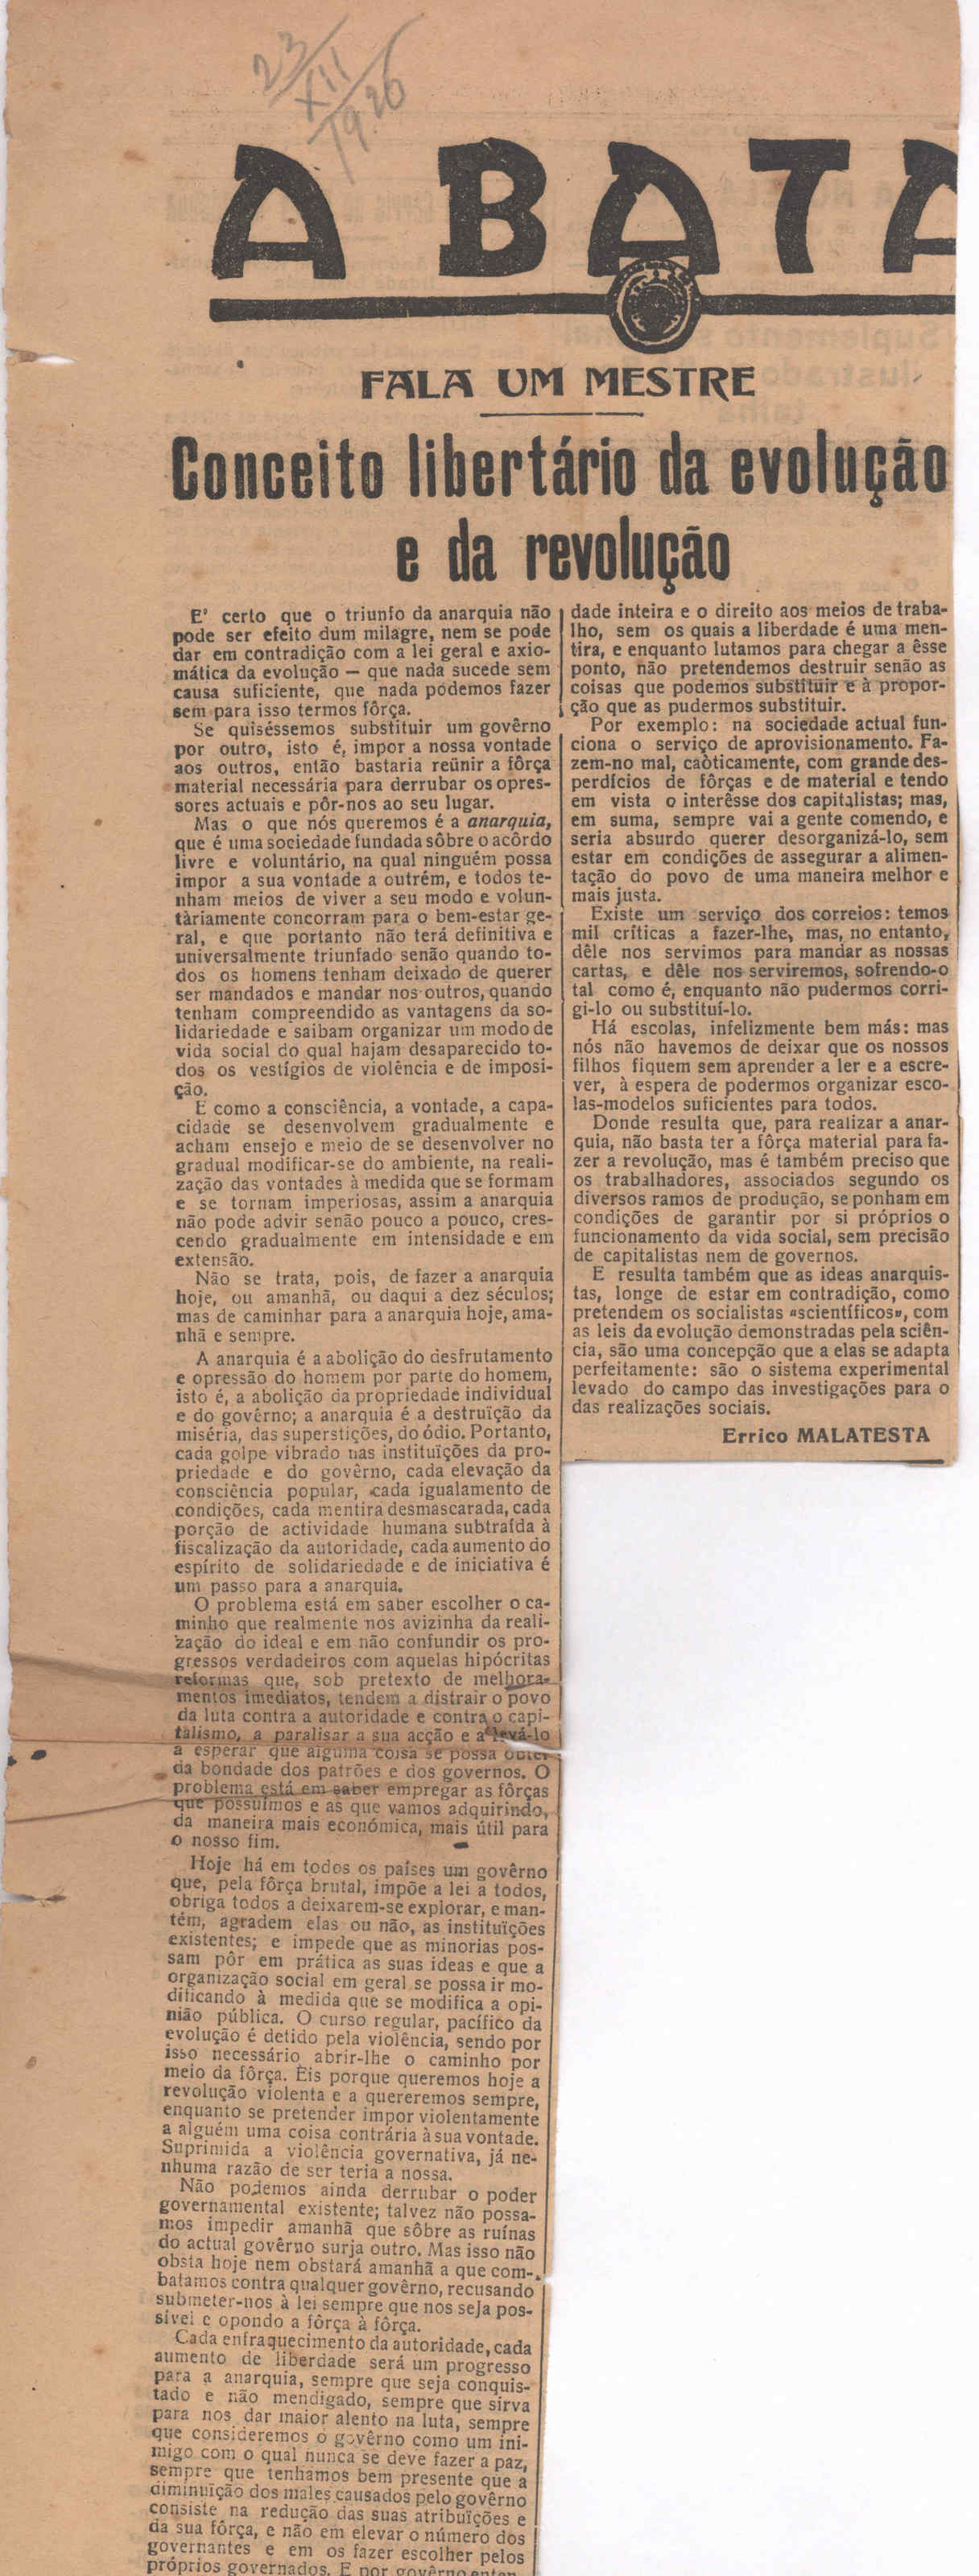 23/XII/1926
A BATA
FALA UM MESTRE
Conceito libertário da evolução
e da revolução
E' certo que o triunfo da anarquia não
pode ser efeito dum milagre, nem se pode
dar em contradição com a lei geral e axio-
mática da evolução — que nada sucede sem
causa suficiente, que nada podemos fazer
sem para isso termos fôrça.
Se quiséssemos substituir um govêrno
por outro, isto é, impor a nossa vontade
aos outros, então bastaria reünir a fôrça
material necessária para derrubar os opres-
sores actuais e pôr-nos ao seu lugar.
Mas o que nós queremos é a anarquia,
que é uma sociedade fundada sôbre o acôrdo
livre e voluntário, na qual ninguém possa
impor a sua vontade a outrém, e todos te-
nham meios de viver a seu modo e volun-
tàriamente concorram para o bem-estar ge-
ral, e que portanto não terá definitiva e
universalmente triunfado senão quando to-
dos os homens tenham deixado de querer
ser mandados e mandar nos outros, quando
tenham compreendido as vantagens da so-
lidariedade e saibam organizar um modo de
vida social do qual hajam desaparecido to-
dos os vestígios de violência e de imposi-
ção.
E como a consciência, a vontade, a capa-
cidade se desenvolvem gradualmente e
acham ensejo e meio de se desenvolver no
gradual modificar-se do ambiente, na reali-
zação das vontades à medida que se formam
e se tornam imperiosas, assim a anarquia
não pode advir senão pouco a pouco, cres-
cendo gradualmente em intensidade e em
extensão.
Não se trata, pois, de fazer a anarquia
hoje, ou amanhã, ou daqui a dez séculos;
mas de caminhar para a anarquia hoje, ama-
nhã e sempre.
A anarquia é a abolição do desfrutamento
e opressão do homem por parte do homem,
isto é, a abolição da propriedade individual
e do govêrno; a anarquia é a destruïção da
miséria, das superstições, do ódio. Portanto,
cada golpe vibrado nas instituïções da pro-
priedade e do govêrno, cada elevação da
consciência popular, cada igualamento de
condições, cada mentira desmascarada, cada
porção de actividade humana subtraída à
fiscalização da autoridade, cada aumento do
espírito de solidariedade e de iniciativa é
um passo para a anarquia.
O problema está em saber escolher o ca-
minho que realmente nos avizinha da reali-
zação do ideal e em não confundir os pro-
gressos verdadeiros com aquelas hipócritas
reformas que, sob pretexto de melhora-
mentos imediatos, tendem a distrair o povo
da luta contra a autoridade e contra o capi-
talismo, a paralisar a sua acção e a levá-lo
a esperar que alguma coisa se possa obter
da bondade dos patrões e dos governos. O
problema está em saber empregar as fôrças
que possuímos e as que vamos adquirindo,
da maneira mais económica, mais útil para
o nosso fim.
Hoje há em todos os países um govêrno
que, pela fôrça brutal, impõe a lei a todos,
obriga todos a deixarem-se explorar, e man-
tém, agradem elas ou não, as instituïções
existentes; e impede que as minorias pos-
sam pôr em prática as suas ideas e que a
organização social em geral se possa ir mo-
dificando à medida que se modifica a opi-
nião pública. O curso regular, pacífico da
evolução é detido pela violência, sendo por
isso necessário abrir-lhe o caminho por
meio da fôrça. Eis porque queremos hoje a
revolução violenta e a quereremos sempre,
enquanto se pretender impor violentamente
a alguém uma coisa contrária à sua vontade.
Suprimida a violência governativa, já ne-
nhuma razão de ser teria a nossa.
Não podemos ainda derrubar o poder
governamental existente; talvez não possa-
mos impedir amanhã que sôbre as ruínas
do actual govêrno surja outro. Mas isso não
obsta hoje nem obstará amanhã a que com-
batamos contra qualquer govêrno, recusando
submeter-nos à lei sempre que nos seja pos-
sível e opondo a fôrça à fôrça.
Cada enfraquecimento da autoridade, cada
aumento de liberdade será um progresso
para a anarquia, sempre que seja conquis-
tado e não mendigado, sempre que sirva
para nos dar maior alento na luta, sempre
que consideremos o govêrno como um ini-
migo com o qual nunca se deve fazer a paz,
sempre que tenhamos bem presente que a
diminuïção dos males causados pelo govêrno
consiste na redução das suas atribuïções e
da sua fôrça, e não em elevar o número dos
governantes e em os fazer escolher pelos
próprios governados. E por govêrno enten-
dade inteira e o direito aos meios de traba-
lho, sem os quais a liberdade é uma men-
tira, e enquanto lutamos para chegar a êsse
ponto, não pretendemos destruir senão as
coisas que podemos substituir e à propor-
ção que as pudermos substituir.
Por exemplo: na sociedade actual fun-
ciona o serviço de aprovisionamento. Fa-
zem-no mal, caòticamente, com grande des-
perdícios de fôrças e de material e tendo
em vista o interêsse dos capitalistas; mas,
em suma, sempre vai a gente comendo, e
seria absurdo querer desorganizá-lo, sem
estar em condições de assegurar a alimen-
tação do povo de uma maneira melhor e
mais justa.
Existe um serviço dos correios: temos
mil críticas a fazer-lhe, mas, no entanto,
dêle nos servimos para mandar as nossas
cartas, e dêle nos serviremos, sofrendo-o
tal como é, enquanto não pudermos corri-
gi-lo ou substituí-lo.
Há escolas, infelizmente bem más: mas
nós não havemos de deixar que os nossos
filhos fiquem sem aprender a ler e a escre-
ver, à espera de podermos organizar esco-
las-modelos suficientes para todos.
Donde resulta que, para realizar a anar-
quia, não basta ter a fôrça material para fa-
zer a revolução, mas é também preciso que
os trabalhadores, associados segundo os
diversos ramos de produção, se ponham em
condições de garantir por si próprios o
funcionamento da vida social, sem precisão
de capitalistas nem de governos.
E resulta também que as ideas anarquis-
tas, longe de estar em contradição, como
pretendem os socialistas «scientíficos», com
as leis da evolução demonstradas pela sciên-
cia, são uma concepção que a elas se adapta
perfeitamente: são o sistema experimental
levado do campo das investigações para o
das realizações sociais.
Errico MALATESTA